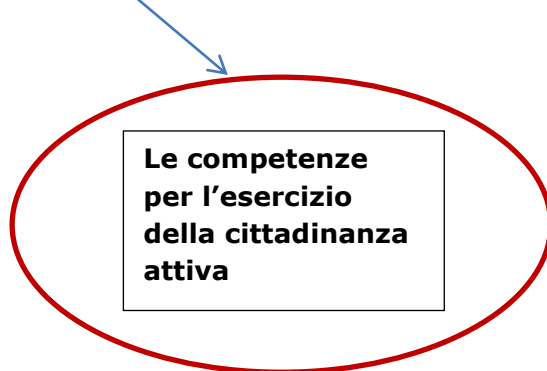 Le competenze
per l’esercizio
della cittadinanza
attiva